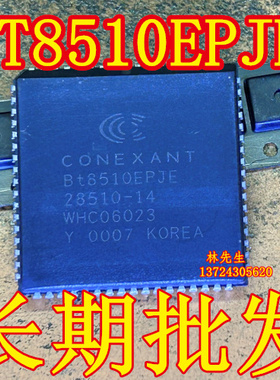 BT8510EPJE
CONEXANT
Bt8510EPJE
28510-14
WHC06023
Y 0007 KOREA
林先生
13724305620
长期批发